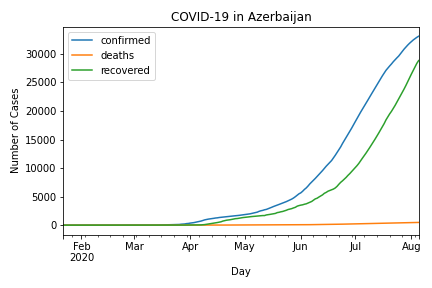 COVID-19 in Azerbaijan
confirmed
deaths
recovered
Number of Cases
30000
25000
20000
15000
10000
5000
0
Feb Mar Apr May Jun Jul Aug
2020
Day